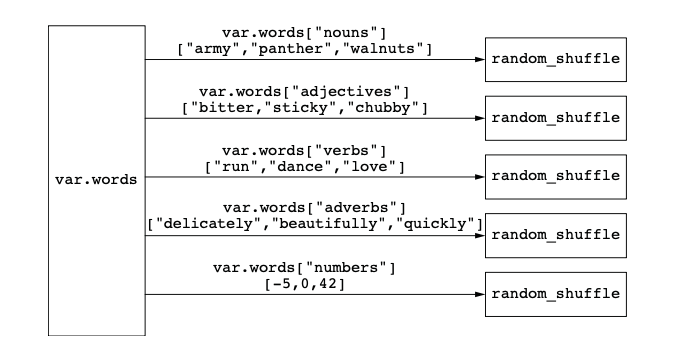 var.words["nouns"]
["army","panther","walnuts"]
random_shuffle
var.words["adjectives"]
["bitter,"sticky","chubby"]
random_shuffle
var.words["verbs"]
["run","dance","love"]
var.words
random_shuffle
var.words["adverbs"]
["delicately","beautifully","quickly"]
random_shuffle
var.words["numbers"]
[-5,0,42]
random_shuffle